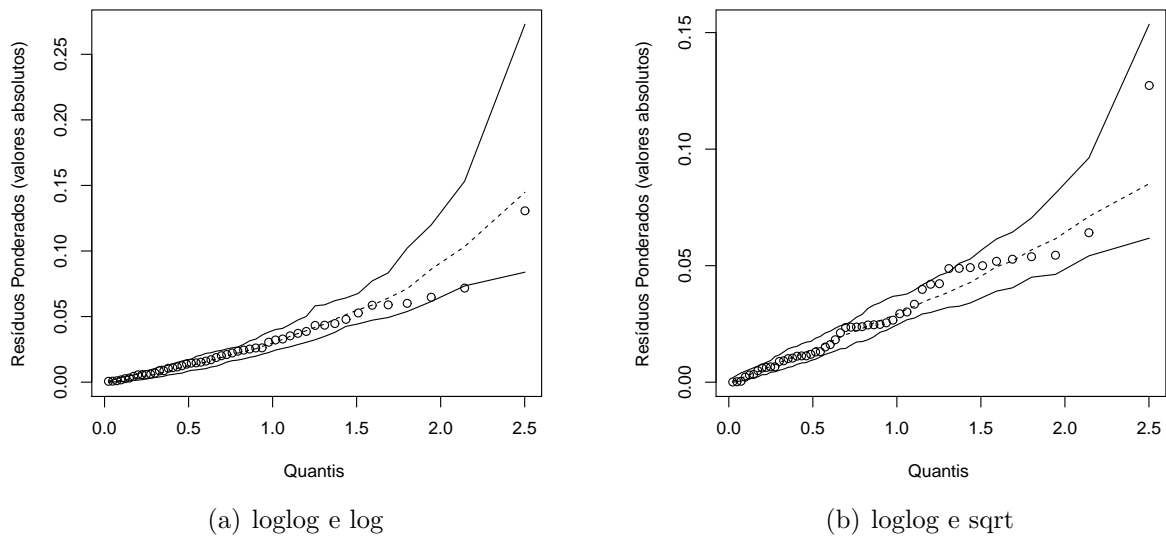 Resíduos Ponderados (valores absolutos)
0.25
0.20
0.15
0.10
0.05
0.00
0.0 0.5 1.0 1.5 2.0 2.5
Quantis
(a) loglog e log
Resíduos Ponderados (valores absolutos)
0.15
0.10
0.05
0.00
0.0 0.5 1.0 1.5 2.0 2.5
Quantis
(b) loglog e sqrt